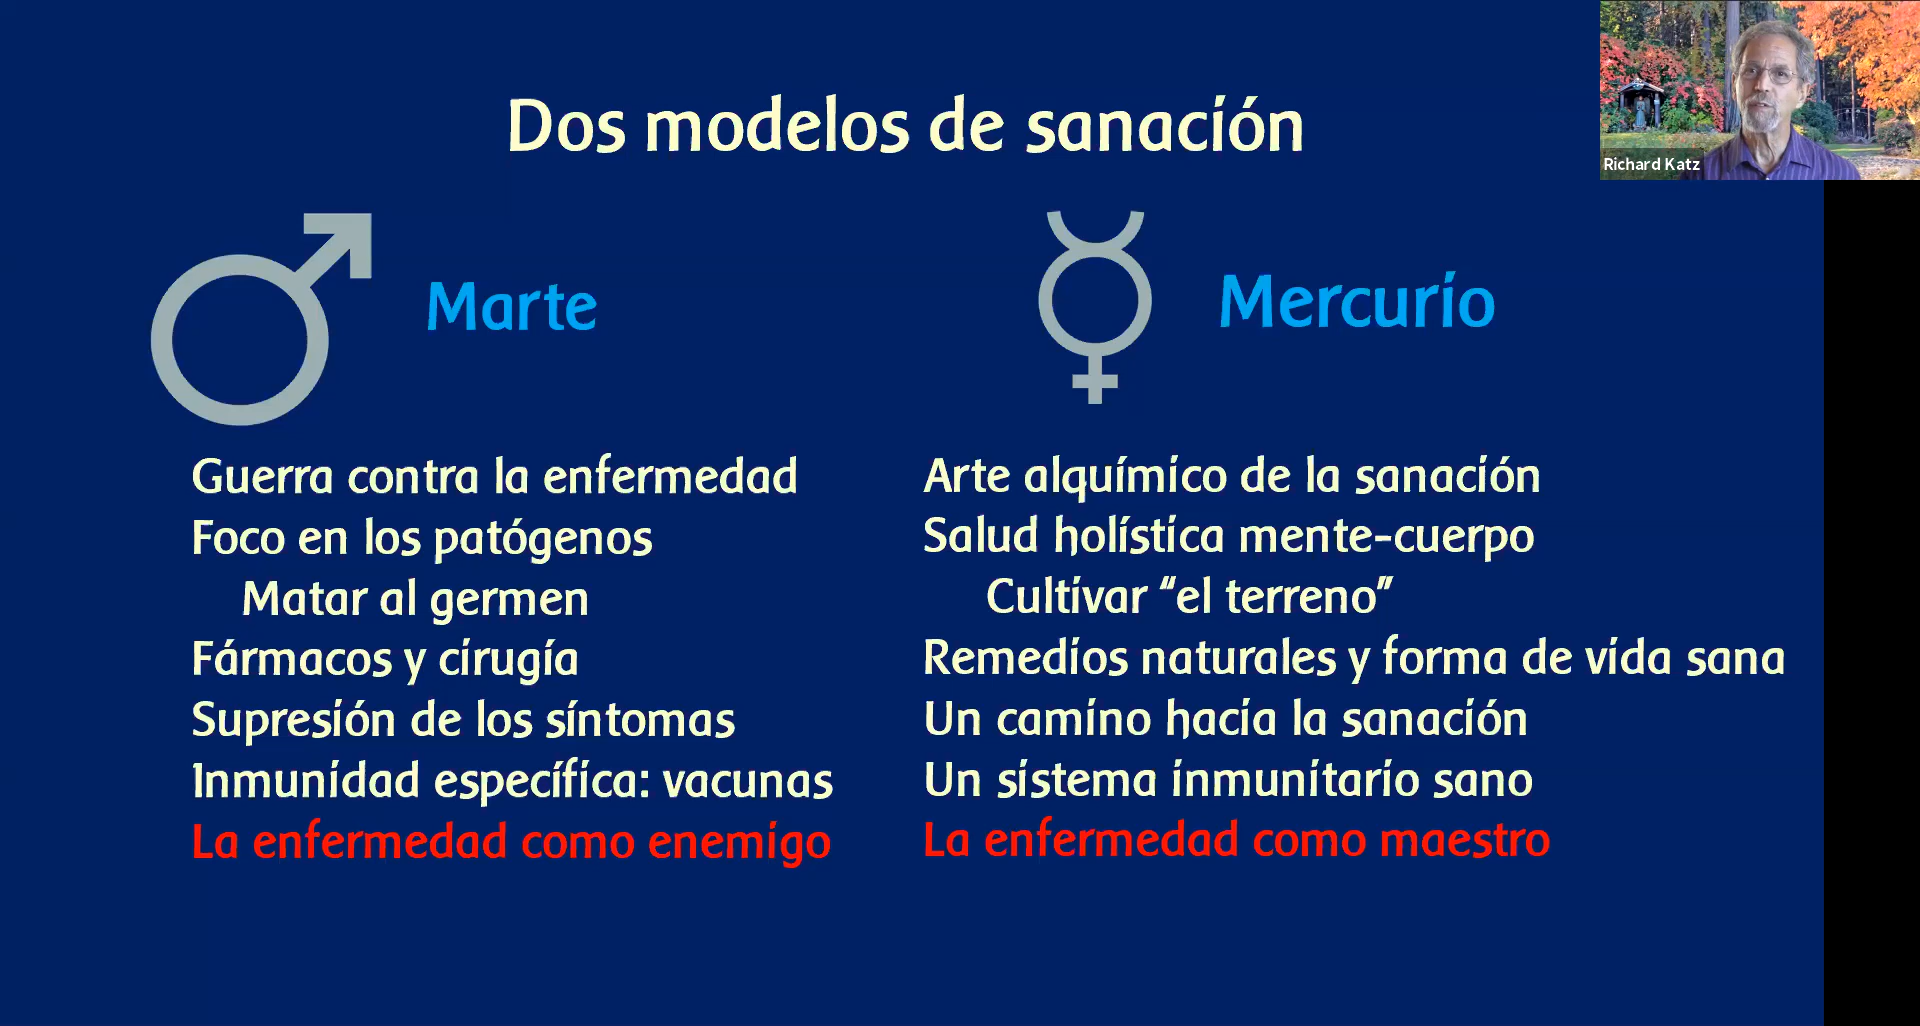 Dos modelos de sanación
Richard Katz
Marte
Guerra contra la enfermedad
Foco en los patógenos
Matar al germen
Fármacos y cirugía
Supresión de los síntomas
Inmunidad específica: vacunas
La enfermedad como enemigo
Mercurio
Arte alquímico de la sanación
Salud holística mente-cuerpo
Cultivar “el terreno”
Remedios naturales y forma de vida sana
Un camino hacia la sanación
Un sistema inmunitario sano
La enfermedad como maestro